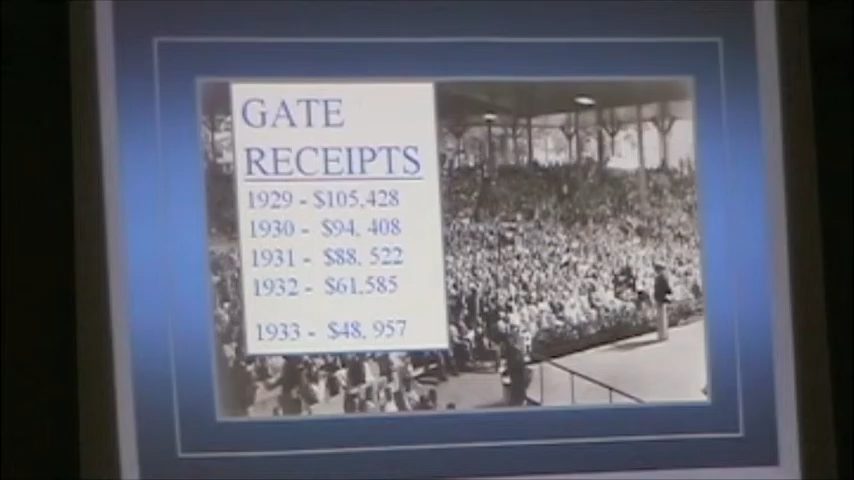 GATE
RECEIPTS
1929 - $105,428
1930 - $94, 408
1931 - $88, 522
1932 - $61,585
1933 - $48, 957